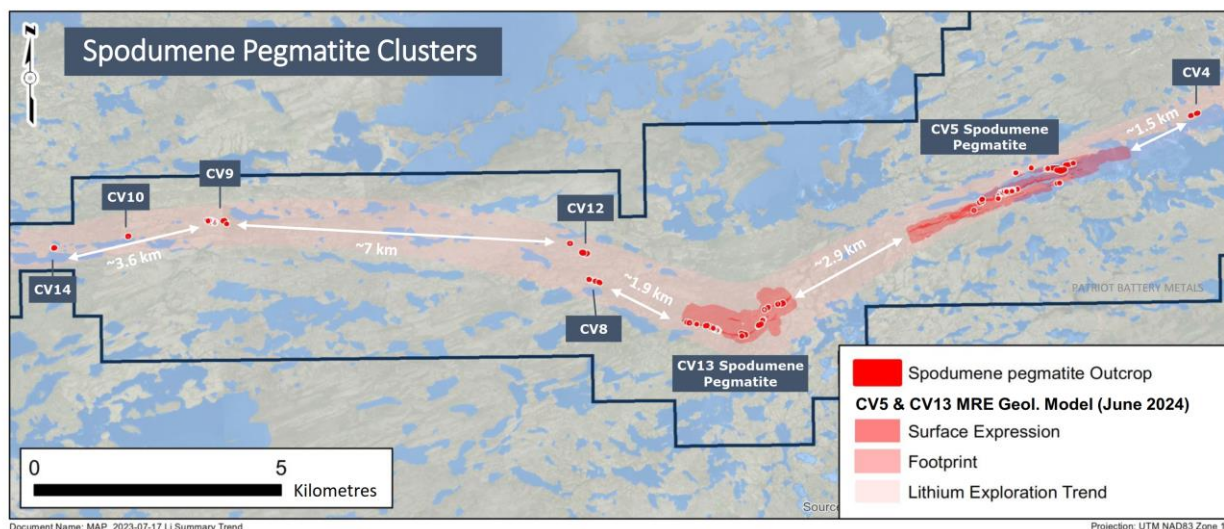 Spodumene Pegmatite Clusters
CV4
~1.5 km
CV5 Spodumene
Pegmatite
CV9
CV10
CV12
~7 km
~2.9 km
~3.6 km
CV14
~1.9 km
PATRIOT BATTERY METALS
CV8
CV13 Spodumene
Pegmatite
Spodumene pegmatite Outcrop
CV5 & CV13 MRE Geol. Model (June 2024)
Surface Expression
Footprint
Lithium Exploration Trend
0 5
Kilometres
Document Name: MAP_2023-07-17 Li Summary Trend
Projection: UTM NAD83 Zone 1